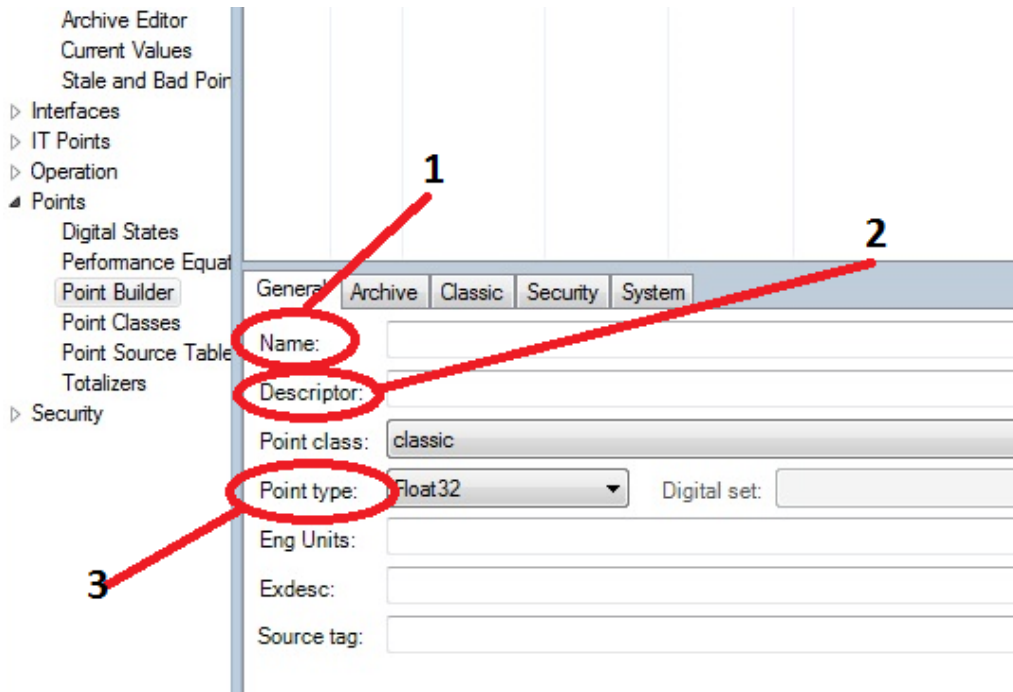 Archive Editor
Current Values
Stale and Bad Poin
Interfaces
IT Points
Operation
Points
Digital States
Performance Equat
Point Builder
Point Classes
Point Source Table
Totalizers
Security
1
2
General Archive Classic Security System
Name:
Descriptor:
Point class: classic
Point type: Float32 Digital set:
Eng Units:
Exdesc:
Source tag:
3